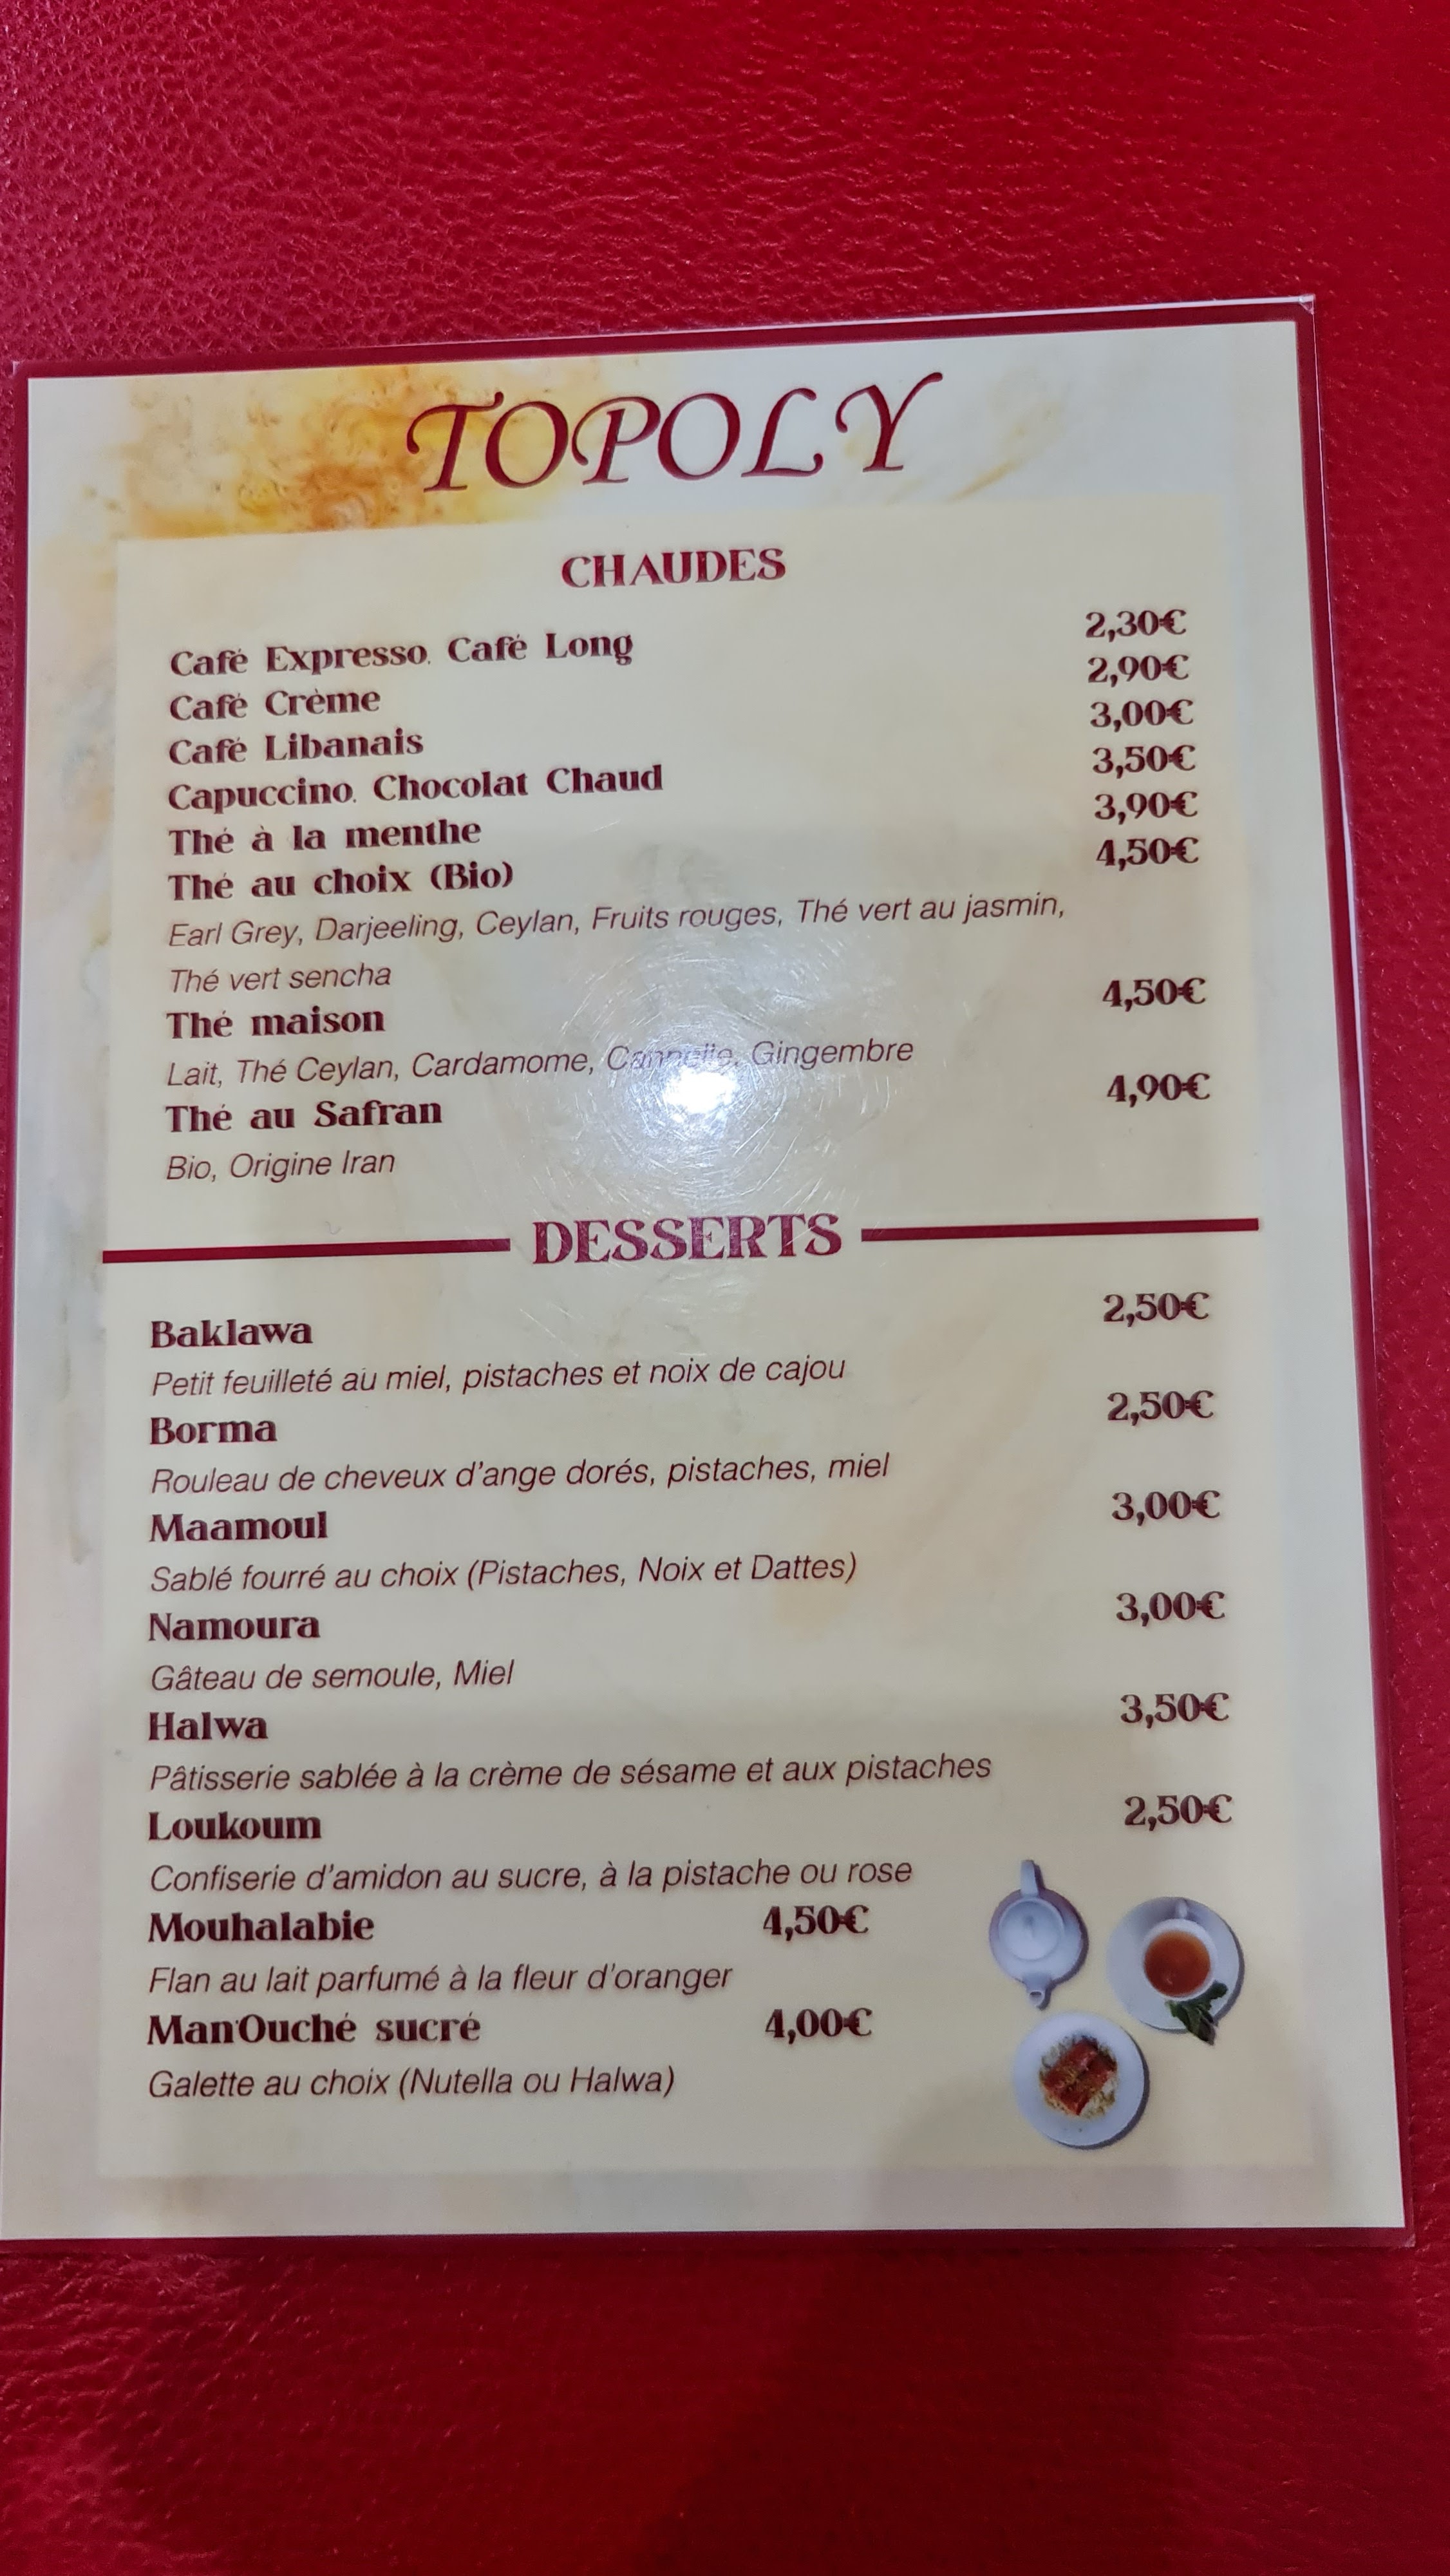 TOPOLY
CHAUDES
Café Expresso, Café Long 2,30€
Café Crème 2,90€
Café Libanais 3,00€
Capuccino, Chocolat Chaud 3,50€
Thé à la menthe 3,90€
Thé au choix (Bio) 4,50€
Earl Grey, Darjeeling, Ceylan, Fruits rouges, Thé vert au jasmin,
Thé vert sencha
Thé maison 4,50€
Lait, Thé Ceylan, Cardamome, Cannelle, Gingembre
Thé au Safran 4,90€
Bio, Origine Iran
DESSERTS
Baklawa 2,50€
Petit feuilleté au miel, pistaches et noix de cajou
Borma 2,50€
Rouleau de cheveux d'ange dorés, pistaches, miel
Maamoul 3,00€
Sablé fourré au choix (Pistaches, Noix et Dattes)
Namoura 3,00€
Gâteau de semoule, Miel
Halwa 3,50€
Pâtisserie sablée à la crème de sésame et aux pistaches
Loukoum 2,50€
Confiserie d'amidon au sucre, à la pistache ou rose
Mouhalabie 4,50€
Flan au lait parfumé à la fleur d'oranger
Man'Ouché sucré 4,00€
Galette au choix (Nutella ou Halwa)